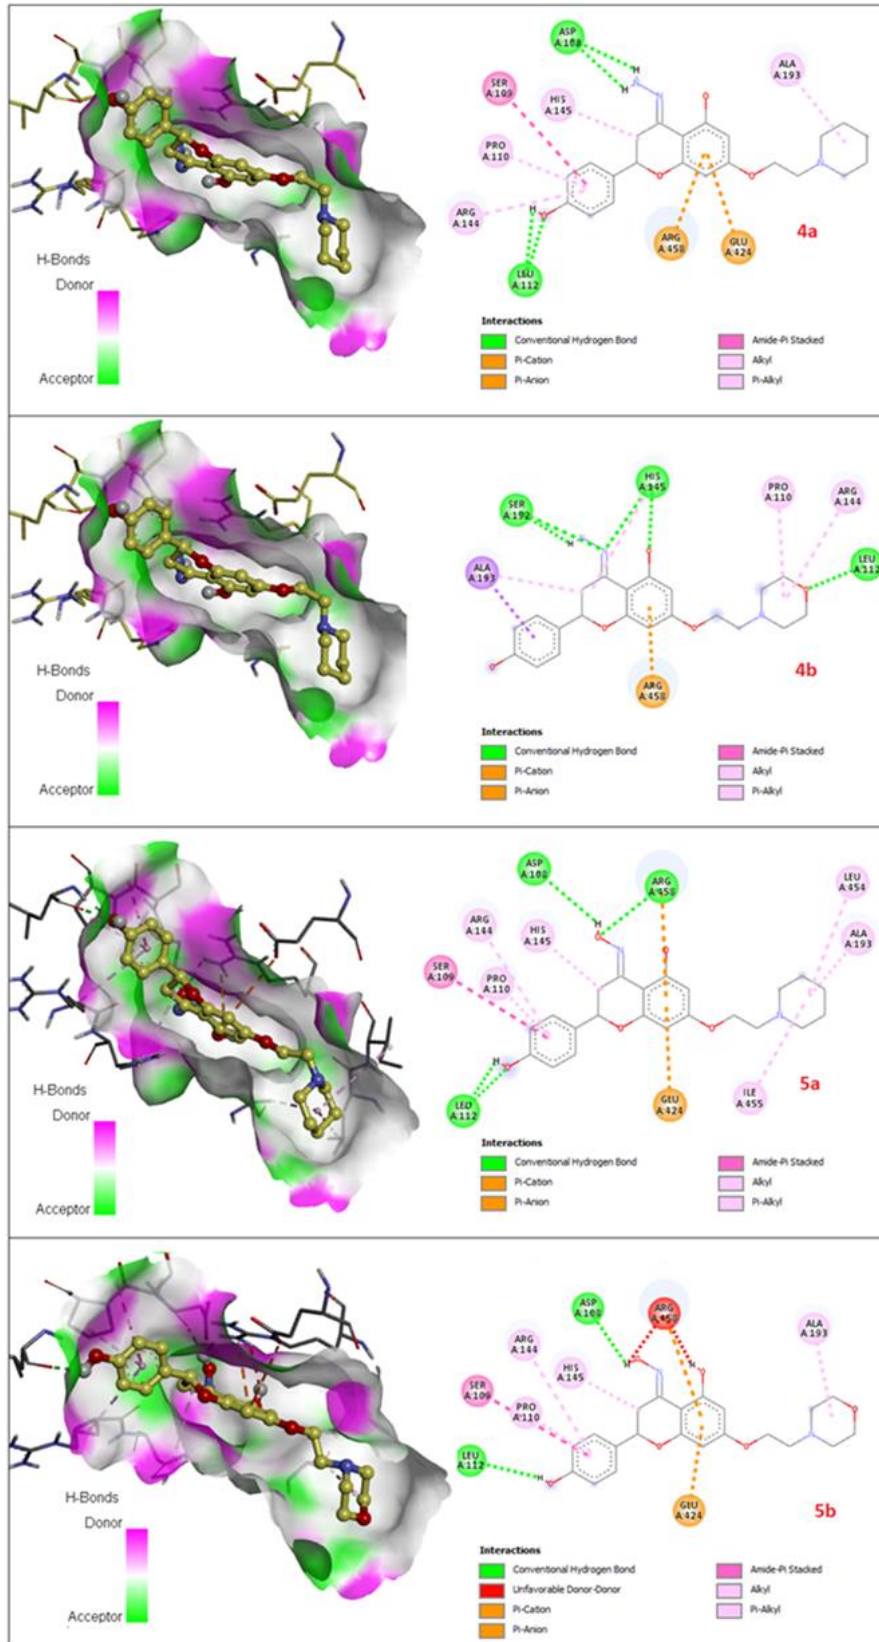 H-Bonds
Donor
Acceptor
ASP
A:108
H
H
N
N
SER
A:109
HIS
A:145
ALA
A:193
O
PRO
A:110
N
ARG
A:144
H
O
O
O
ARG
A:458
GLU
A:424
4a
LEU
A:112
Interactions
Conventional Hydrogen Bond
Pi-Cation
Pi-Anion
Amide-Pi Stacked
Alkyl
Pi-Alkyl
H-Bonds
Donor
Acceptor
SER
A:192
HIS
A:145
PRO
A:110
ARG
A:144
LEU
A:112
H
N
N
O
ALA
A:193
O
N
O
O
O
ARG
A:458
4b
Interactions
Conventional Hydrogen Bond
Pi-Cation
Pi-Anion
Amide-Pi Stacked
Alkyl
Pi-Alkyl
H-Bonds
Donor
Acceptor
ASP
A:108
ARG
A:458
LEU
A:454
ARG
A:144
HIS
A:145
H
O
N
O
ALA
A:193
SER
A:109
PRO
A:110
N
O
O
H
O
LEU
A:112
GLU
A:424
ILE
A:455
5a
Interactions
Conventional Hydrogen Bond
Pi-Cation
Pi-Anion
Amide-Pi Stacked
Alkyl
Pi-Alkyl
H-Bonds
Donor
Acceptor
ASP
A:108
ARG
A:458
ALA
A:193
ARG
A:144
HIS
A:145
H
O
N
H
O
SER
A:109
PRO
A:110
O
N
O
O
LEU
A:112
H
O
GLU
A:424
5b
Interactions
Conventional Hydrogen Bond
Unfavorable Donor-Donor
Pi-Cation
Pi-Anion
Amide-Pi Stacked
Alkyl
Pi-Alkyl